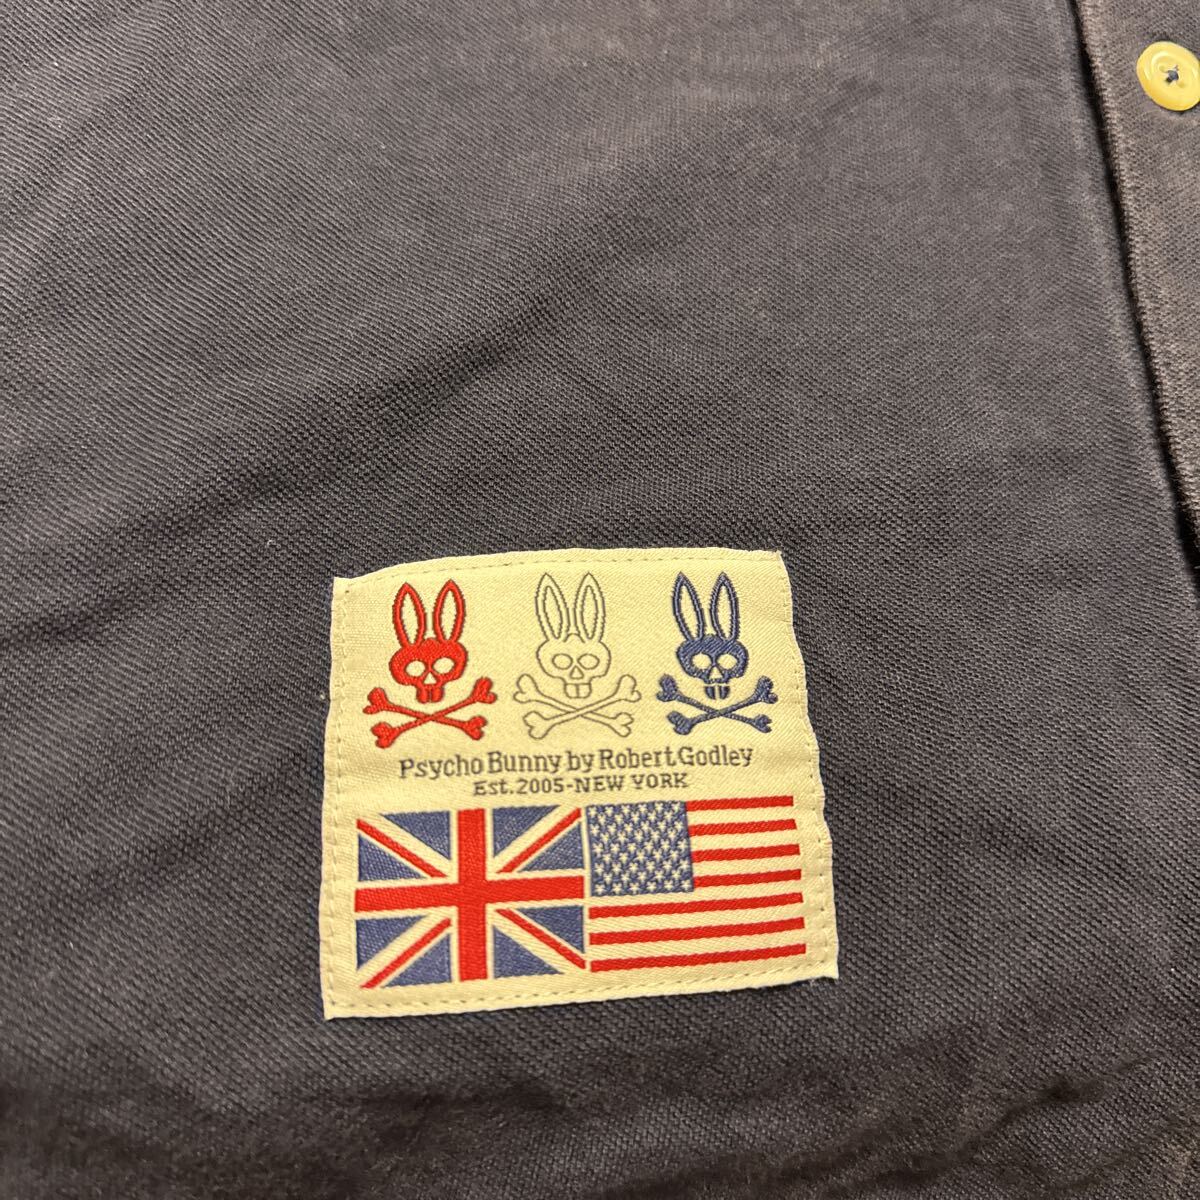 Psycho Bunny by Robert Godley
Est.2005-NEW YORK